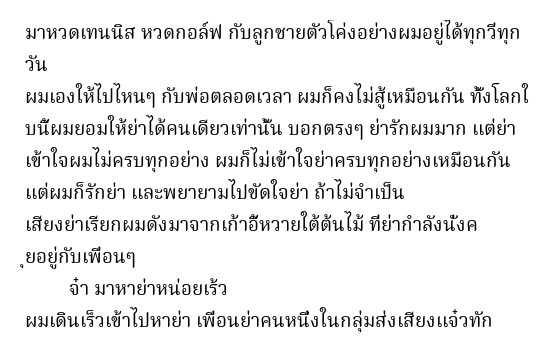 มาหวดเทนนิส หวดกอล์ฟ กับลูกชายตัวโค่งอย่างผมอยู่ได้ทุกวี่ทุก
วัน
ผมเองให้ไปไหนๆ กับพ่อตลอดเวลา ผมก็คงไม่สู้เหมือนกัน ทั้งโลกใ
บนี้ผมยอมให้ย่าได้คนเดียวเท่านั้น บอกตรงๆ ย่ารักผมมาก แต่ย่า
เข้าใจผมไม่ครบทุกอย่าง ผมก็ไม่เข้าใจย่าครบทุกอย่างเหมือนกัน
แต่ผมก็รักย่า และพยายามไปขัดใจย่า ถ้าไม่จำเป็น
เสียงย่าเรียกผมดังมาจากเก้าอี้หวายใต้ต้นไม้ ที่ย่ากำลังนั่งค
ุยอยู่กับเพื่อนๆ
จ๋า มาหาย่าหน่อยเร้ว
ผมเดินเร็วเข้าไปหาย่า เพื่อนย่าคนหนึ่งในกลุ่มส่งเสียงแจ๋วทัก